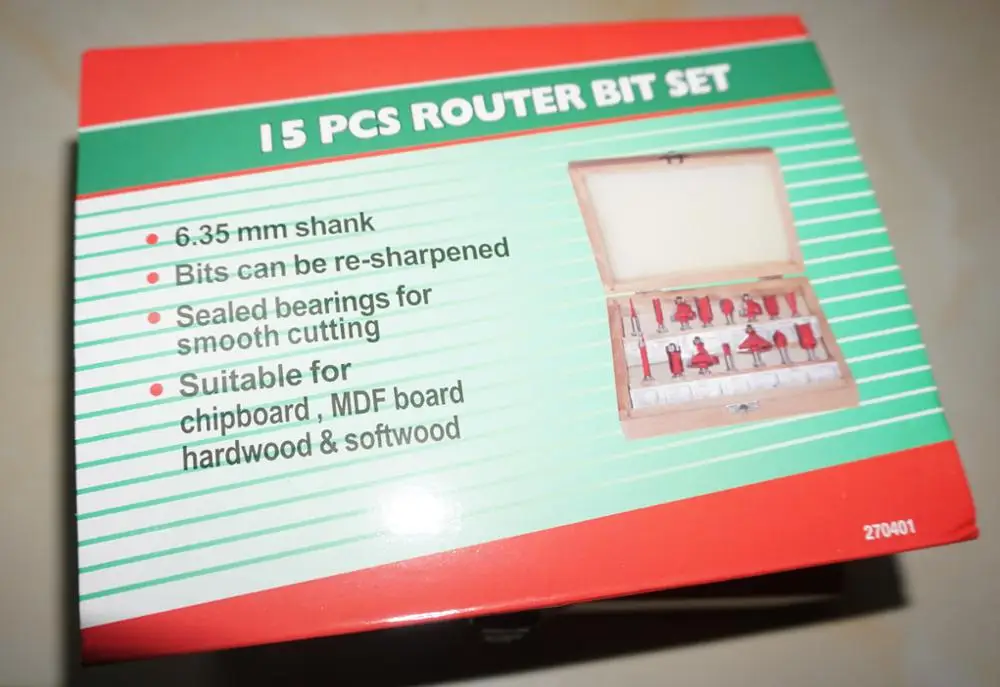 15 PCS ROUTER BIT SET
6.35 mm shank
Bits can be re-sharpened
Sealed bearings for
smooth cutting
Suitable for
chipboard , MDF board
hardwood & softwood
270401